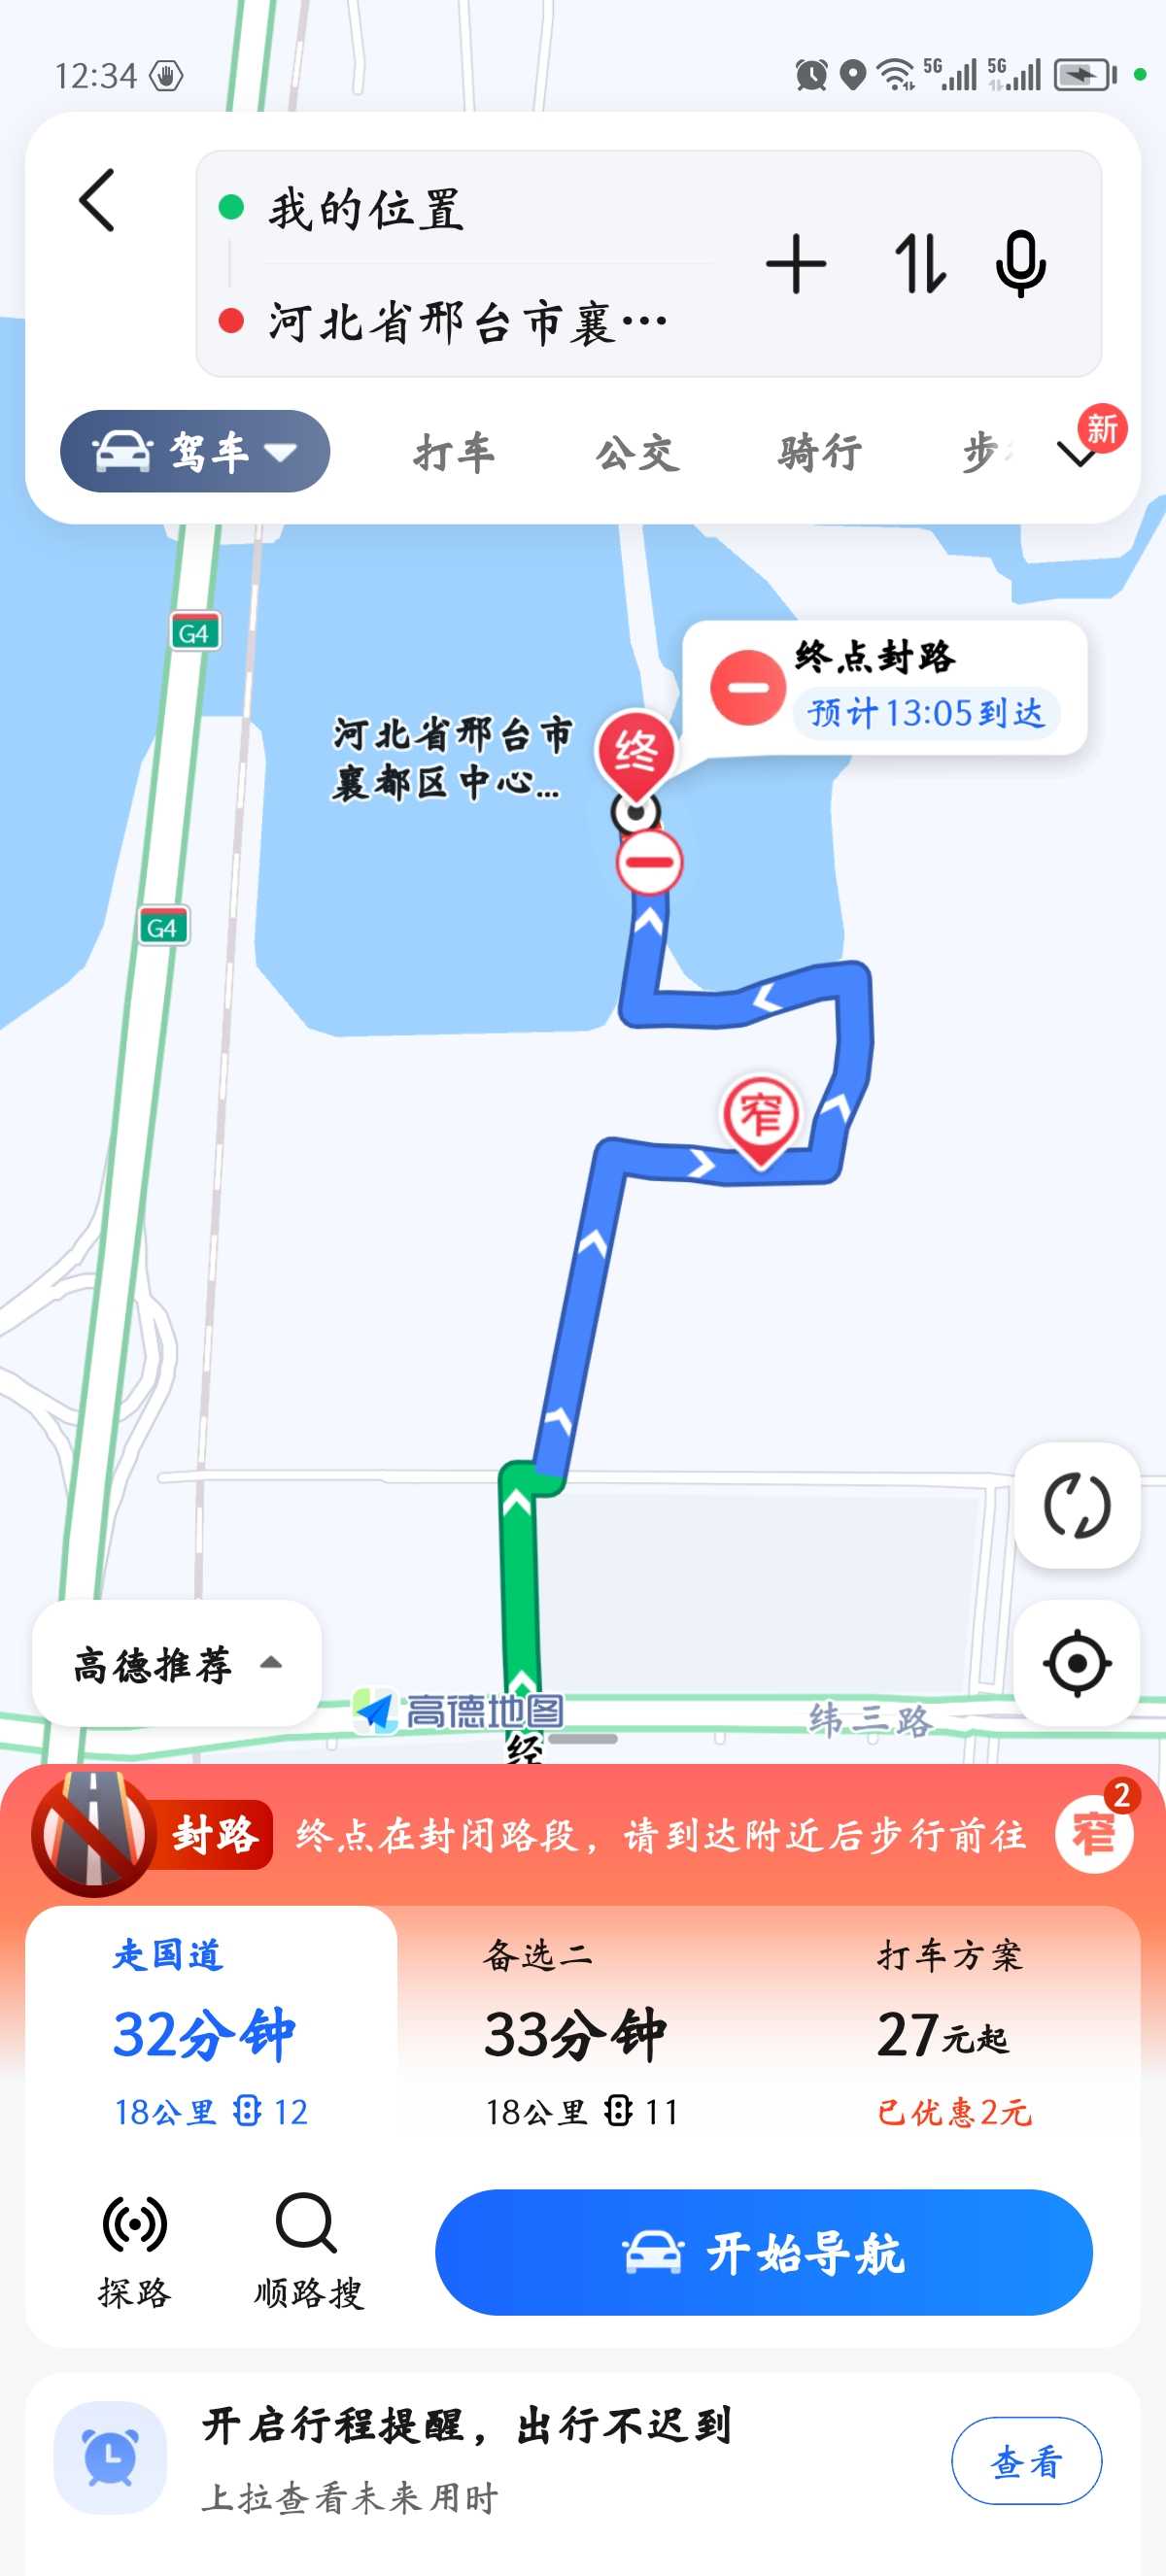 12:34
5G 5G
我的位置
河北省邢台市襄…
驾车 打车 公交 骑行 步
新
G4
终点封路
预计13:05到达
河北省邢台市
襄都区中心...
终
G4
窄
高德推荐
高德地图
纬三路
经
封路 终点在封闭路段，请到达附近后步行前往 窄 2
走国道 备选二 打车方案
32分钟 33分钟 27元起
18公里 12 18公里 11 已优惠2元
探路 顺路搜 开始导航
开启行程提醒，出行不迟到
上拉查看未来用时
查看